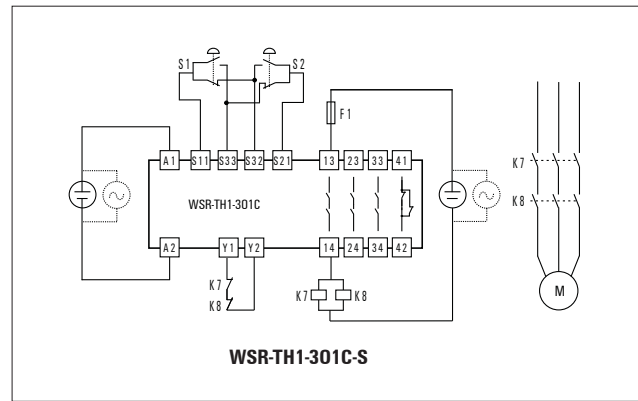 S1 S2
F1
A1 S11 S33 S32 S21 13 23 33 41
K7
WSR-TH1-301C
K8
A2 Y1 Y2 14 24 34 42
K7
K8
K7 K8
M
WSR-TH1-301C-S